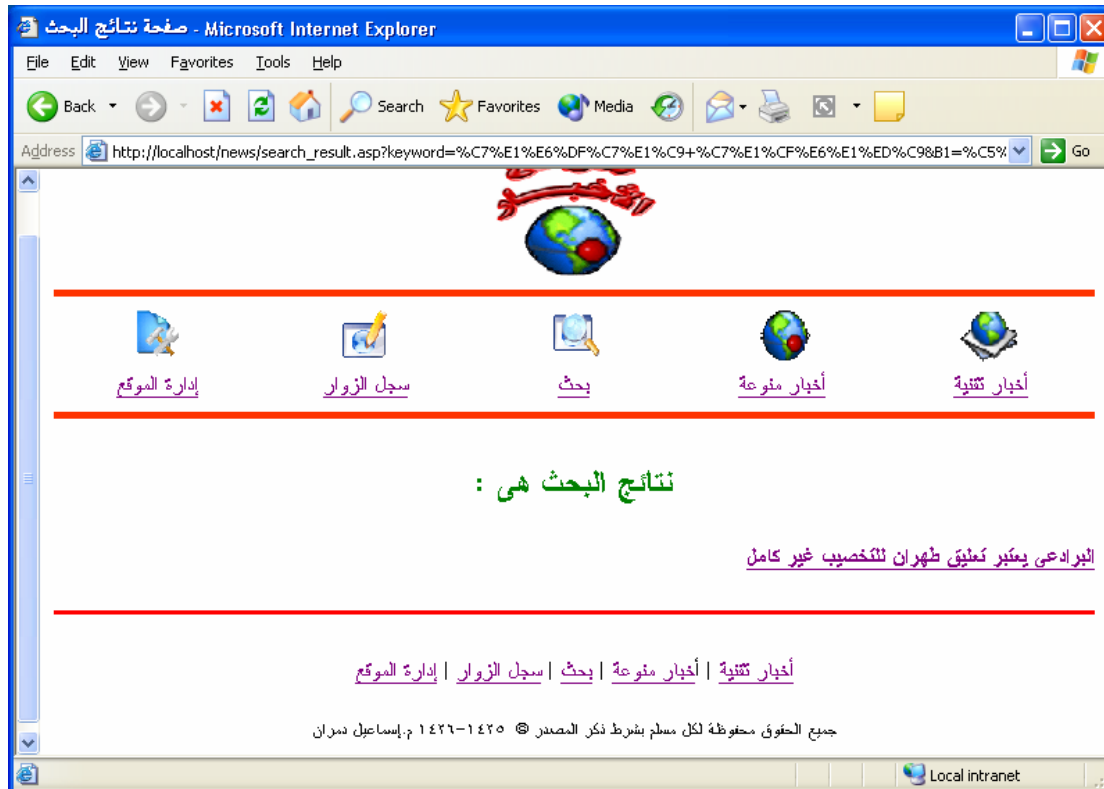 صفحة نتائج البحث - Microsoft Internet Explorer
File Edit View Favorites Tools Help
Back Search Favorites Media
Address http://localhost/news/search_result.asp?keyword=%C7%E1%E6%DF%C7%E1%C9+%C7%E1%CF%E6%E1%ED%C9&B1=%C5% Go
أخبار تقنية أخبار منوعة بحث سجل الزوار إدارة الموقع
نتائج البحث هى :
البرادعى يعتبر تعليق طهران للتخصيب غير كامل
أخبار تقنية | أخبار منوعة | بحث | سجل الزوار | إدارة الموقع
جميع الحقوق محفوظة لكل مسلم بشرط ذكر المصدر © ١٤٢٥-١٤٢٦ م.إسماعيل دمران
Local intranet